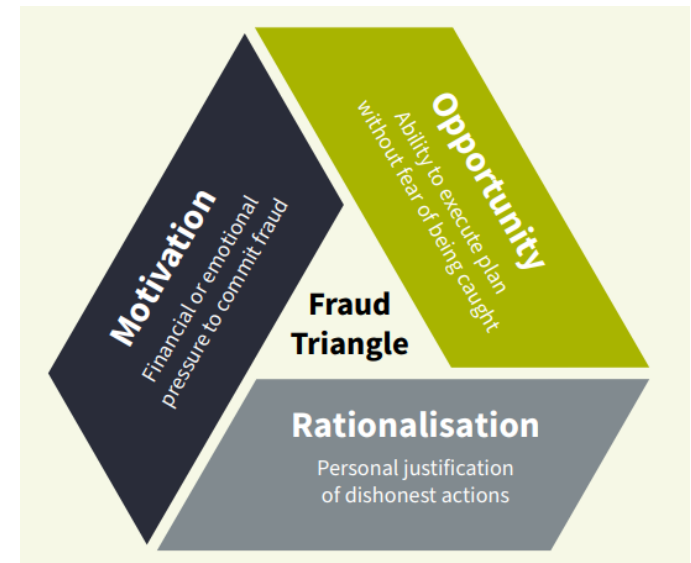 Motivation
Financial or emotional
pressure to commit fraud
Opportunity
Ability to execute plan
without fear of being caught
Fraud
Triangle
Rationalisation
Personal justification
of dishonest actions